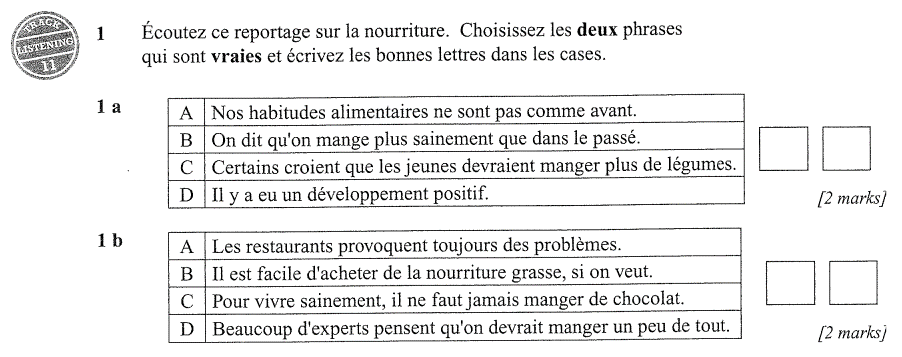 TRACK
LISTENING
11
1 Écoutez ce reportage sur la nourriture. Choisissez les deux phrases
qui sont vraies et écrivez les bonnes lettres dans les cases.
1 a
A Nos habitudes alimentaires ne sont pas comme avant.
B On dit qu'on mange plus sainement que dans le passé.
C Certains croient que les jeunes devraient manger plus de légumes.
D Il y a eu un développement positif.
[2 marks]
1 b
A Les restaurants provoquent toujours des problèmes.
B Il est facile d'acheter de la nourriture grasse, si on veut.
C Pour vivre sainement, il ne faut jamais manger de chocolat.
D Beaucoup d'experts pensent qu'on devrait manger un peu de tout.
[2 marks]